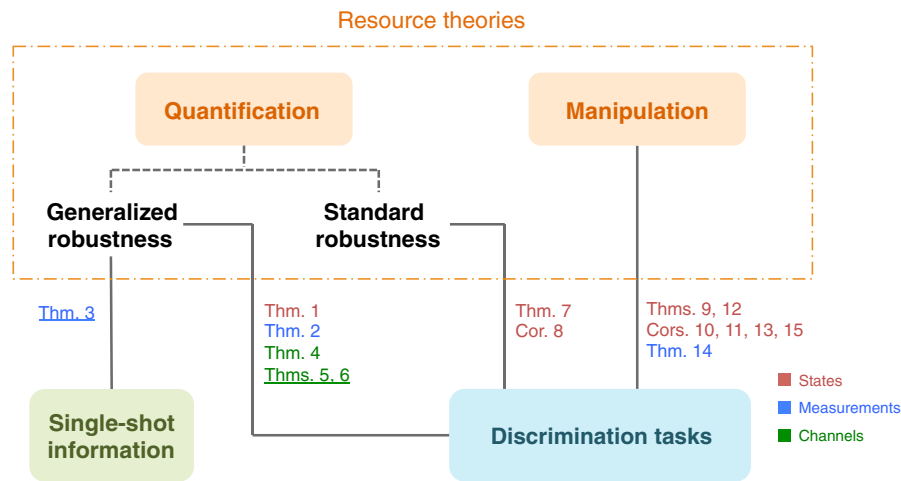 Resource theories
Quantification
Manipulation
Generalized
robustness
Standard
robustness
Thm. 3
Thm. 1
Thm. 2
Thm. 4
Thms. 5, 6
Thm. 7
Cor. 8
Thms. 9, 12
Cors. 10, 11, 13, 15
Thm. 14
Single-shot
information
Discrimination tasks
States
Measurements
Channels